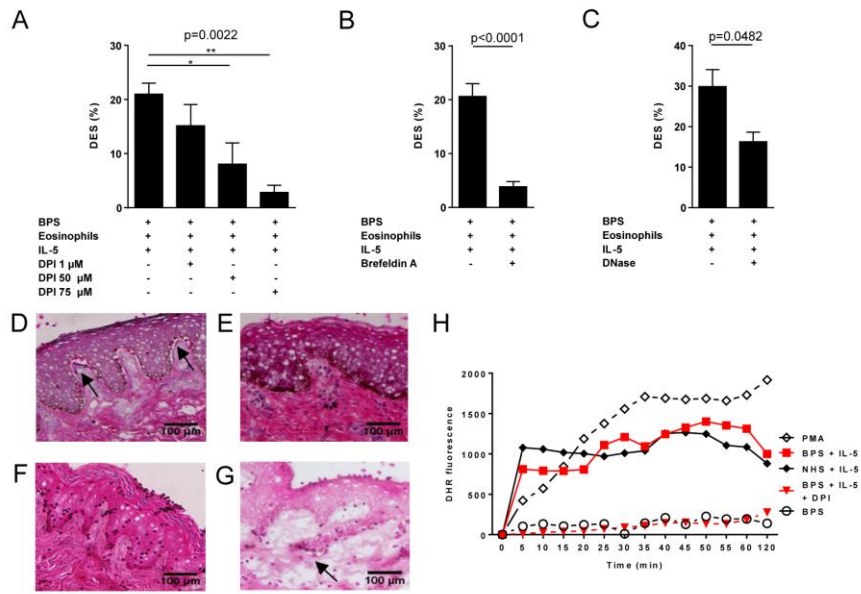 A
p=0.0022
**
*
30
20
10
0
DES (%)
BPS + + + +
Eosinophils + + + +
IL-5 + + + +
DPI 1 µM - + - -
DPI 50 µM - - + -
DPI 75 µM - - - +
B
p<0.0001
30
20
10
0
DES (%)
BPS + +
Eosinophils + +
IL-5 + +
Brefeldin A - +
C
p=0.0482
40
30
20
10
0
DES (%)
BPS + +
Eosinophils + +
IL-5 + +
DNase - +
D
100 µm
E
100 µm
F
100 µm
G
100 µm
H
2000
1500
1000
500
0
DHR fluorescence
0 5 10 15 20 25 30 35 40 45 50 55 60 120
Time (min)
PMA
BPS + IL-5
NHS + IL-5
BPS + IL-5
+ DPI
BPS